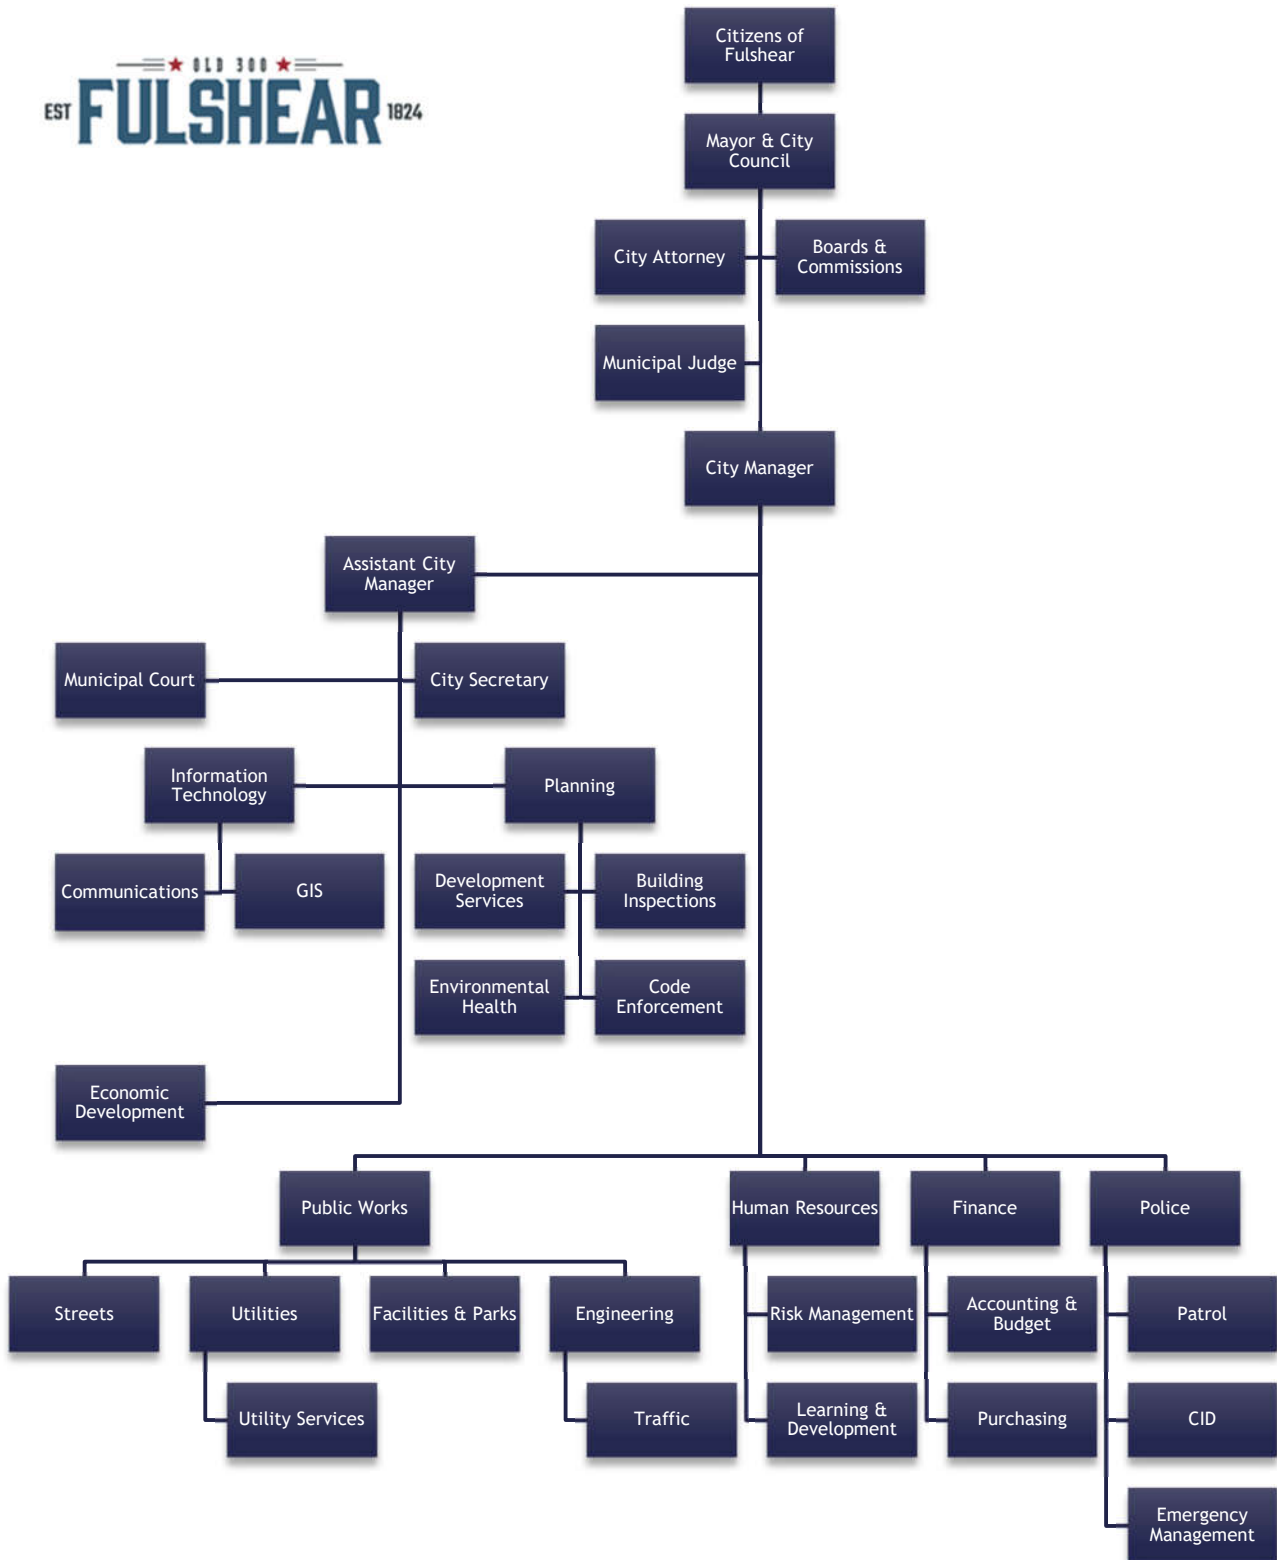 OLD 300
EST FULSHEAR 1824
Citizens of
Fulshear
Mayor & City
Council
City Attorney
Boards &
Commissions
Municipal Judge
City Manager
Assistant City
Manager
Municipal Court
City Secretary
Information
Technology
Planning
Communications
GIS
Development
Services
Building
Inspections
Environmental
Health
Code
Enforcement
Economic
Development
Public Works
Human Resources
Finance
Police
Streets
Utilities
Facilities & Parks
Engineering
Risk Management
Accounting &
Budget
Patrol
Utility Services
Traffic
Learning &
Development
Purchasing
CID
Emergency
Management